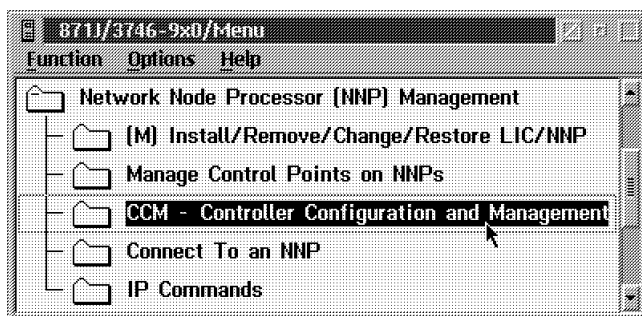 871J/3746-9x0/Menu
Function Options Help
Network Node Processor (NNP) Management
(M) Install/Remove/Change/Restore LIC/NNP
Manage Control Points on NNPs
CCM - Controller Configuration and Management
Connect To an NNP
IP Commands